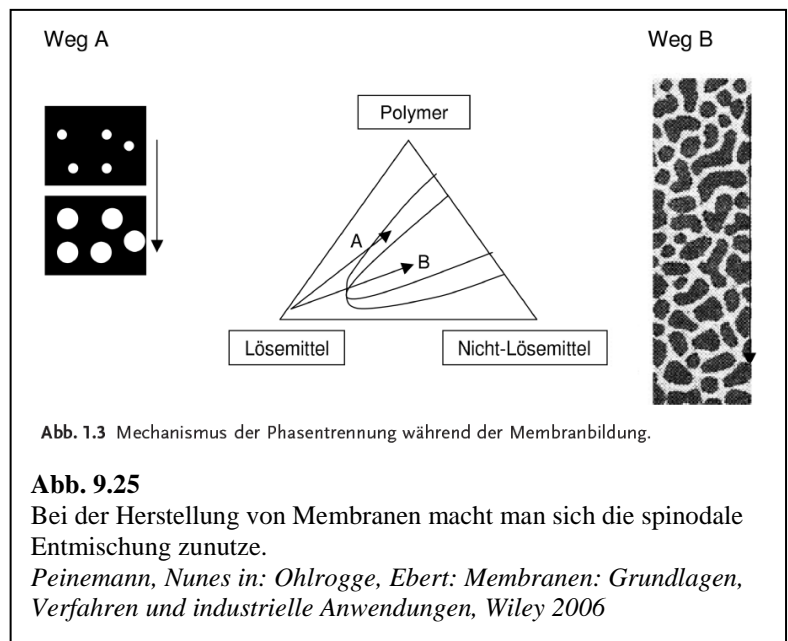 Weg A
Weg B
Polymer
A
B
Lösemittel
Nicht-Lösemittel
Abb. 1.3 Mechanismus der Phasentrennung während der Membranbildung.
Abb. 9.25
Bei der Herstellung von Membranen macht man sich die spinodale
Entmischung zunutze.
Peinemann, Nunes in: Ohlrogge, Ebert: Membranen: Grundlagen,
Verfahren und industrielle Anwendungen, Wiley 2006